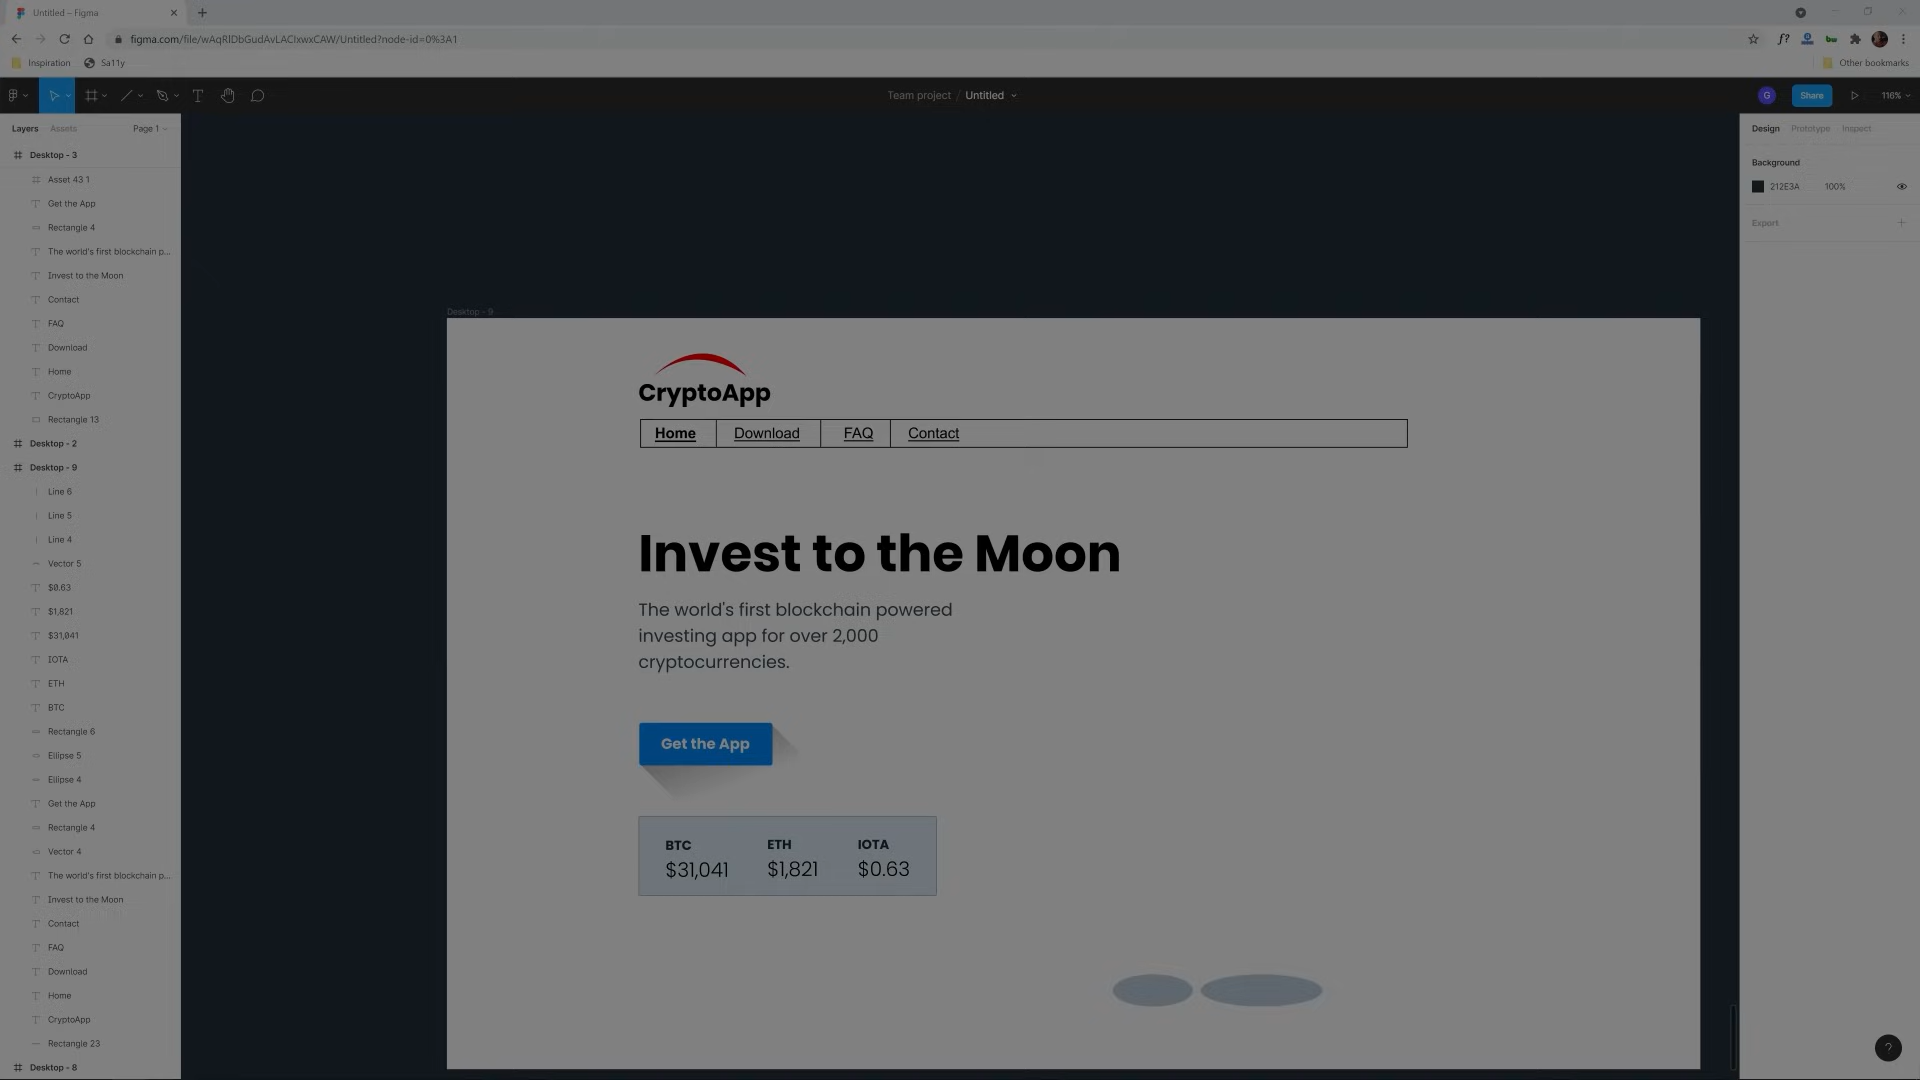 Untitled – Figma
figma.com/file/wAqRlDbGudAvLAClxwxCAW/Untitled?node-id=0%3A1
f?
Inspiration
Sa11y
Other bookmarks
Team project / Untitled
G
Share
116%
Layers
Assets
Page 1
Desktop - 3
Asset 43 1
Get the App
Rectangle 4
The world's first blockchain p...
Invest to the Moon
Contact
FAQ
Download
Home
CryptoApp
Rectangle 13
Desktop - 2
Desktop - 9
Line 6
Line 5
Line 4
Vector 5
$0.63
$1,821
$31,041
IOTA
ETH
BTC
Rectangle 6
Ellipse 5
Ellipse 4
Get the App
Rectangle 4
Vector 4
The world's first blockchain p...
Invest to the Moon
Contact
FAQ
Download
Home
CryptoApp
Rectangle 23
Desktop - 8
Desktop - 9
CryptoApp
Home Download FAQ Contact
Invest to the Moon
The world's first blockchain powered
investing app for over 2,000
cryptocurrencies.
Get the App
BTC ETH IOTA
$31,041 $1,821 $0.63
Design
Prototype
Inspect
Background
212E3A 100%
Export
?